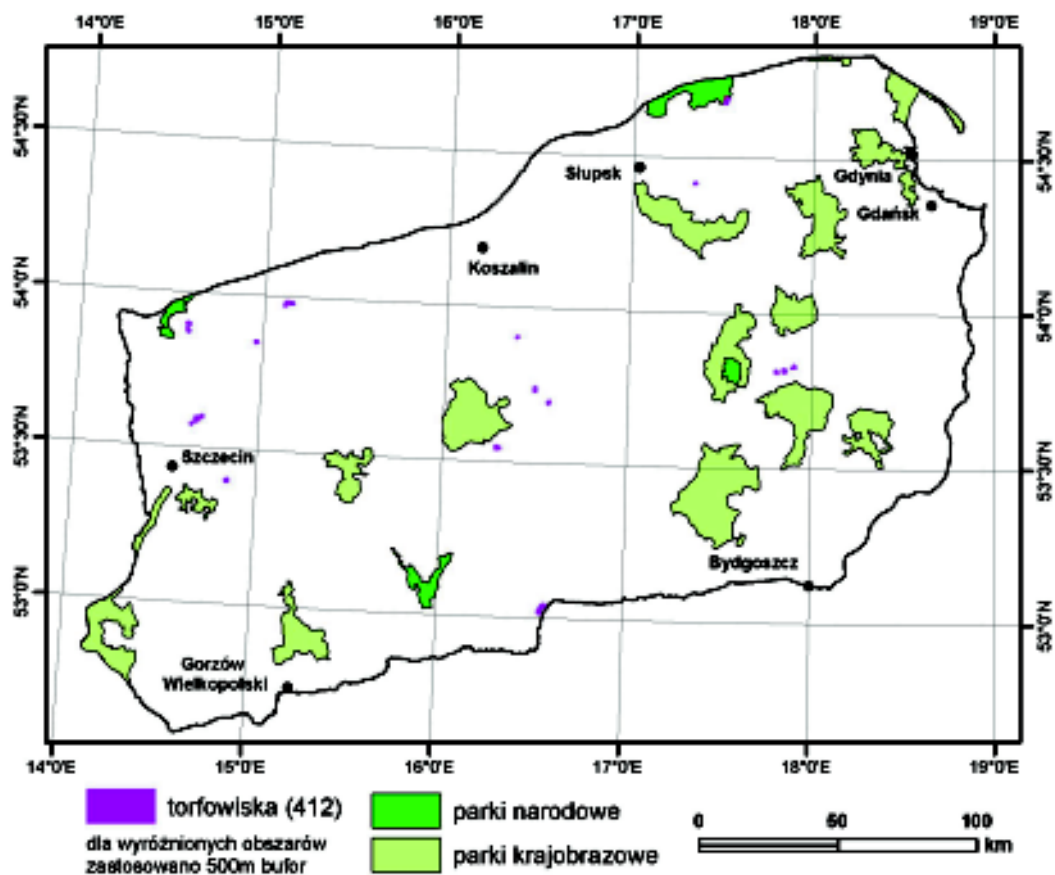 14°0'E 15°0'E 16°0'E 17°0'E 18°0'E 19°0'E
54°30'N
54°0'N
53°30'N
53°0'N
54°30'N
54°0'N
53°30'N
53°0'N
Słupsk
Gdynia
Gdańsk
Koszalin
Szczecin
Bydgoszcz
Gorzów
Wielkopolski
14°0'E 15°0'E 16°0'E 17°0'E 18°0'E 19°0'E
torfowiska (412)
dla wyróżnionych obszarów
zastosowano 500m bufor
parki narodowe
parki krajobrazowe
0 50 100
km